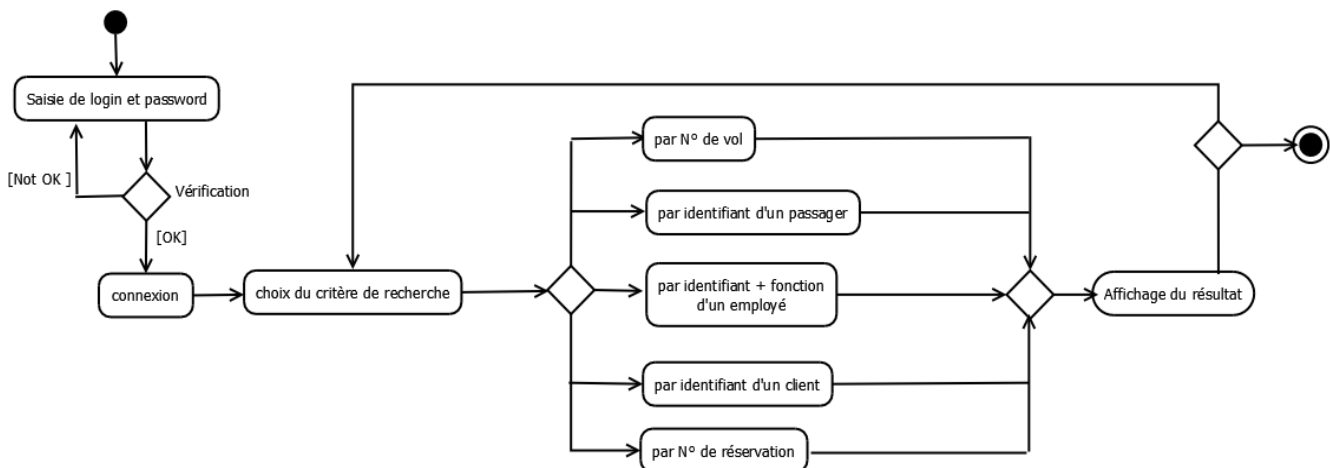 Saisie de login et password
[Not OK ]
Vérification
[OK]
connexion
choix du critère de recherche
par N° de vol
par identifiant d'un passager
par identifiant + fonction
d'un employé
par identifiant d'un client
par N° de réservation
Affichage du résultat